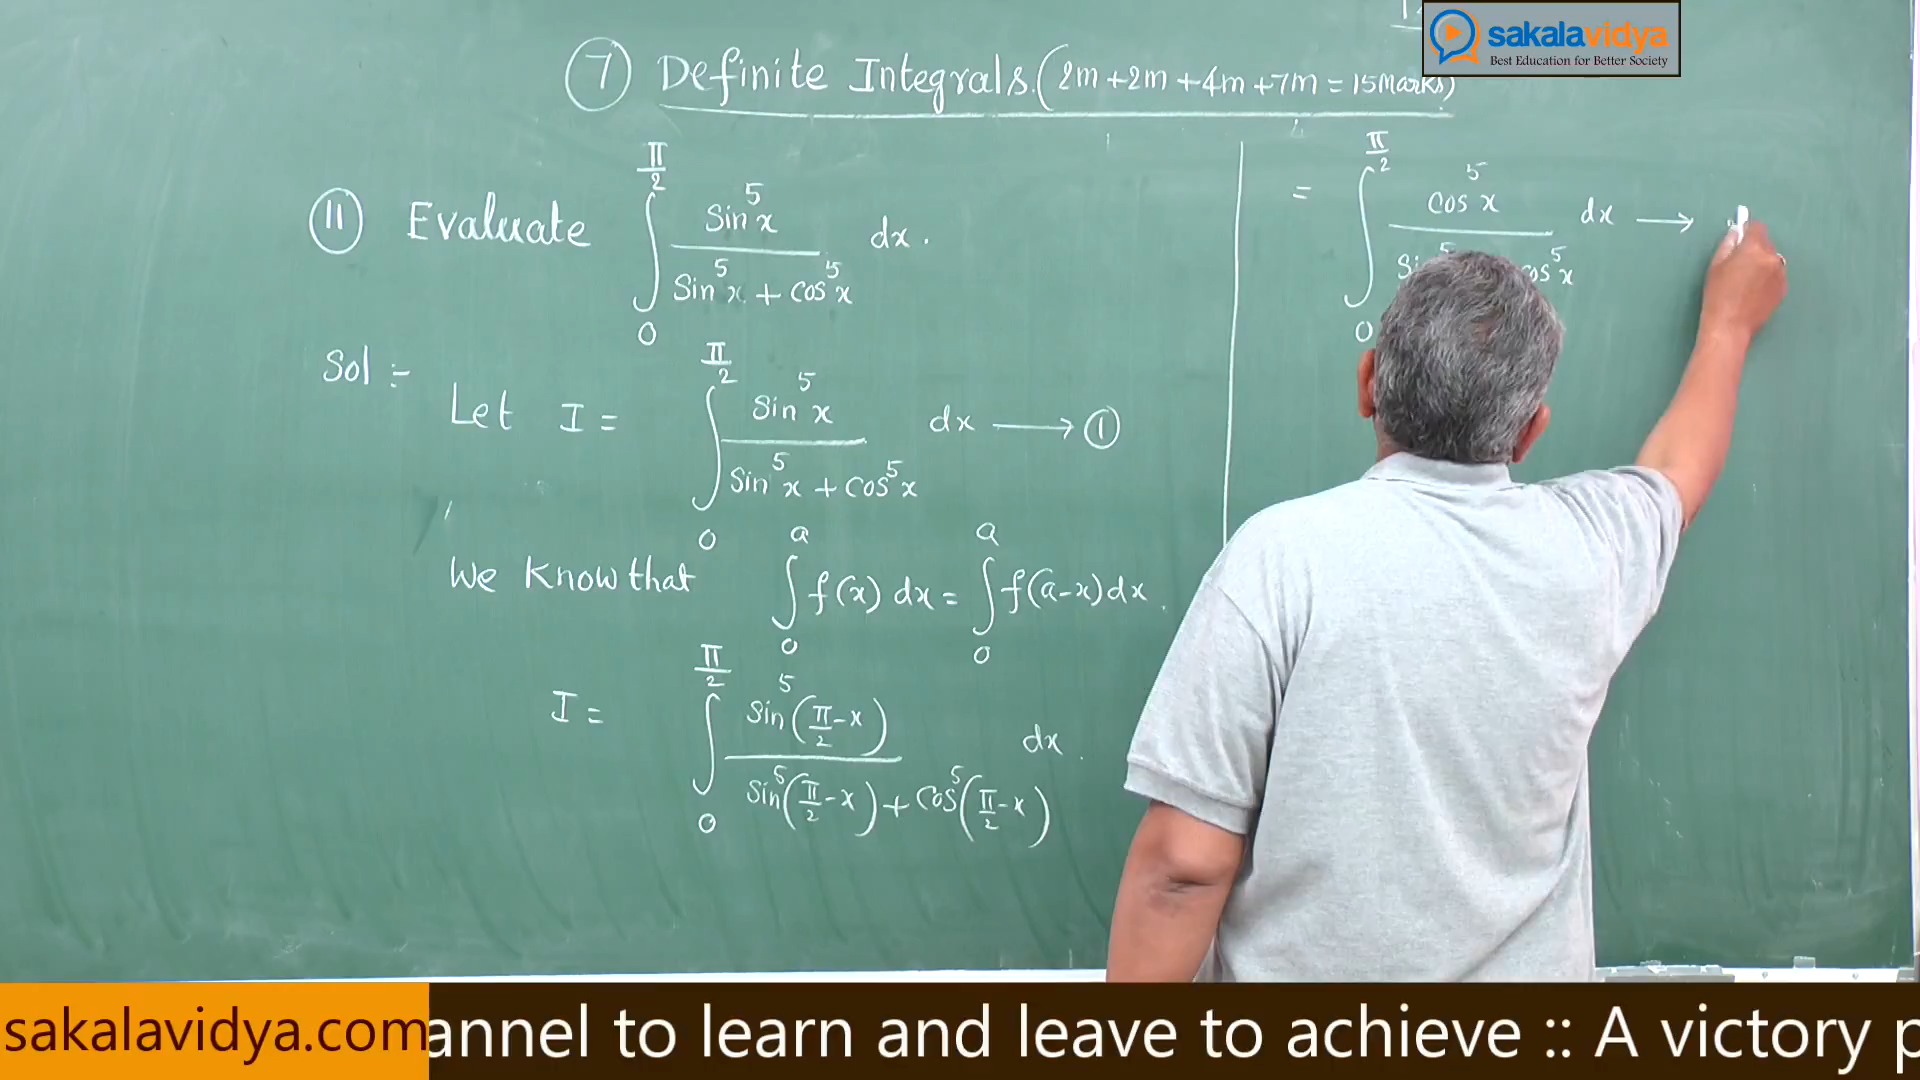 sakalavidya
Best Education for Better Society
7 Definite Integrals. (2m+2m+4m+7m=15Marks)
11 Evaluate ∫₀^(π/2) Sin⁵x / (Sin⁵x + Cos⁵x) dx.
Sol :-
Let I = ∫₀^(π/2) Sin⁵x / (Sin⁵x + Cos⁵x) dx → 1
We Know that ∫₀^a f(x) dx = ∫₀^a f(a-x) dx.
I = ∫₀^(π/2) Sin⁵(π/2-x) / (Sin⁵(π/2-x) + Cos⁵(π/2-x)) dx.
= ∫₀^(π/2) Cos⁵x / cos⁵x dx →
sakalavidya.com
annel to learn and leave to achieve :: A victory p